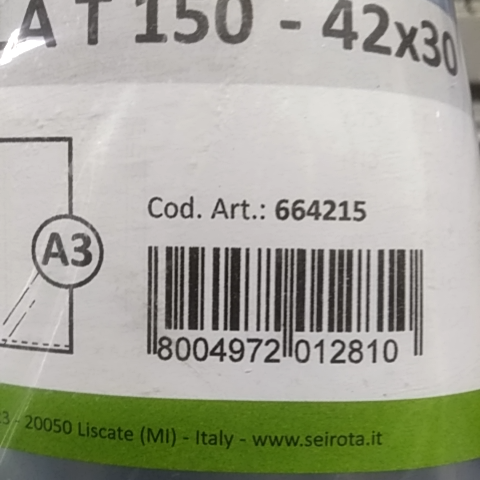 A T 150 - 42x30
Cod. Art.: 664215
A3
8004972 012810
- 20050 Liscate (MI) - Italy - www.seirota.it